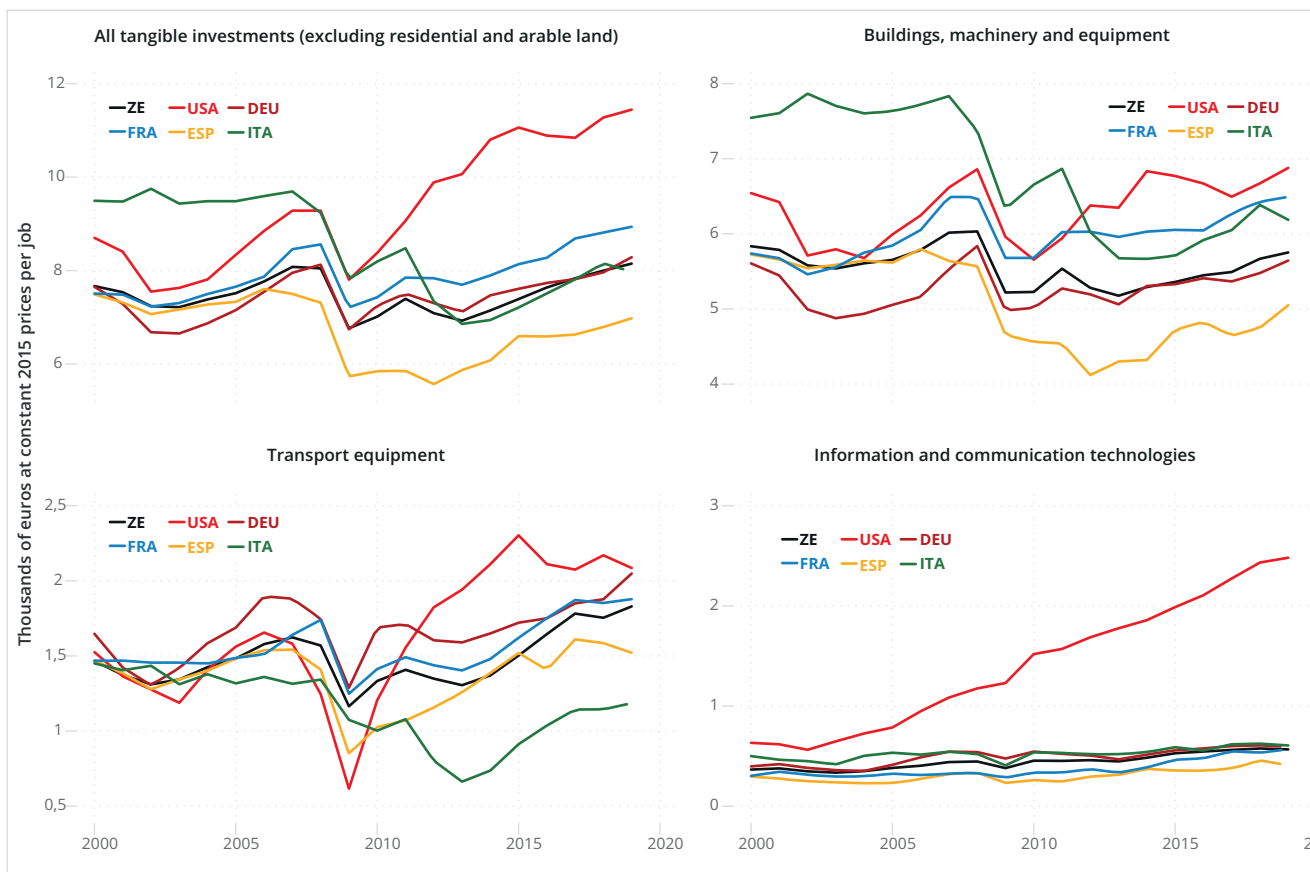 Thousands of euros at constant 2015 prices per job
All tangible investments (excluding residential and arable land)
12
10
8
6
ZE USA DEU
FRA ESP ITA
Buildings, machinery and equipment
8
7
6
5
4
ZE USA DEU
FRA ESP ITA
Transport equipment
2,5
2
1,5
1
0,5
ZE USA DEU
FRA ESP ITA
2000 2005 2010 2015 2020
Information and communication technologies
3
2
1
0
ZE USA DEU
FRA ESP ITA
2000 2005 2010 2015